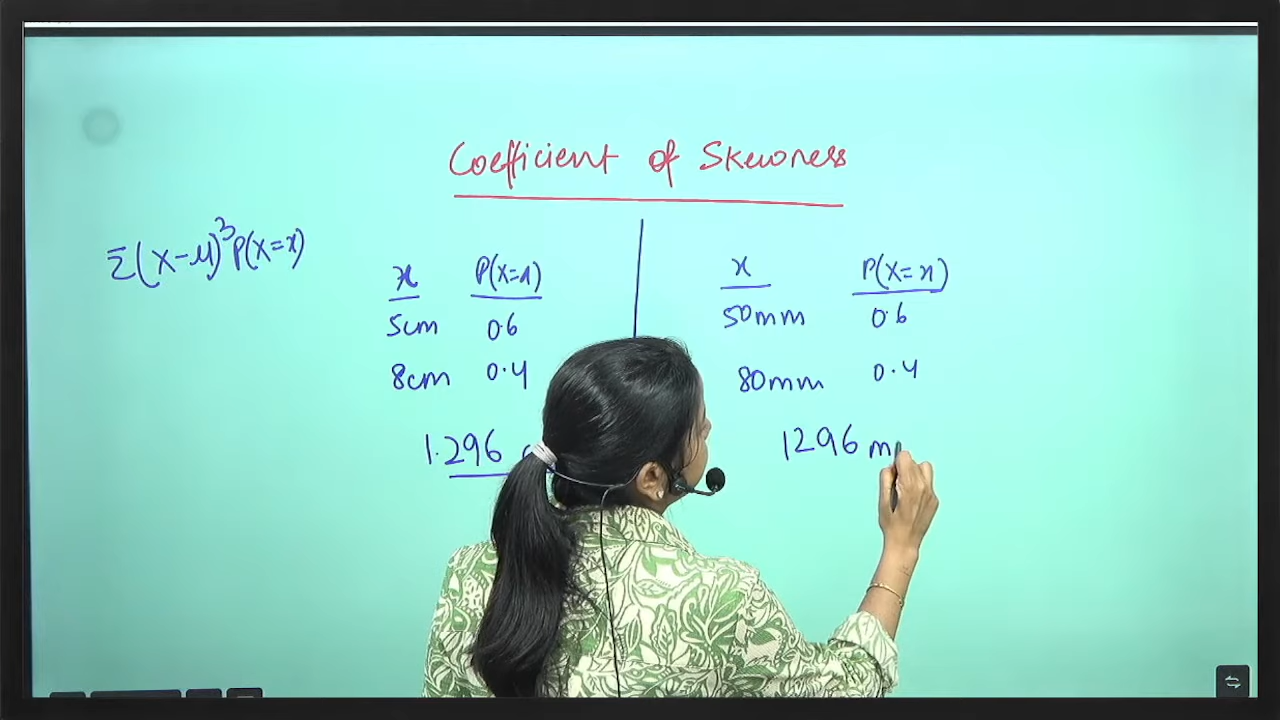 Coefficient of Skewness
Σ(X-μ)³P(X=x)
x P(X=x)
5cm 0.6
8cm 0.4
1.296
x P(X=x)
50mm 0.6
80mm 0.4
1296 m